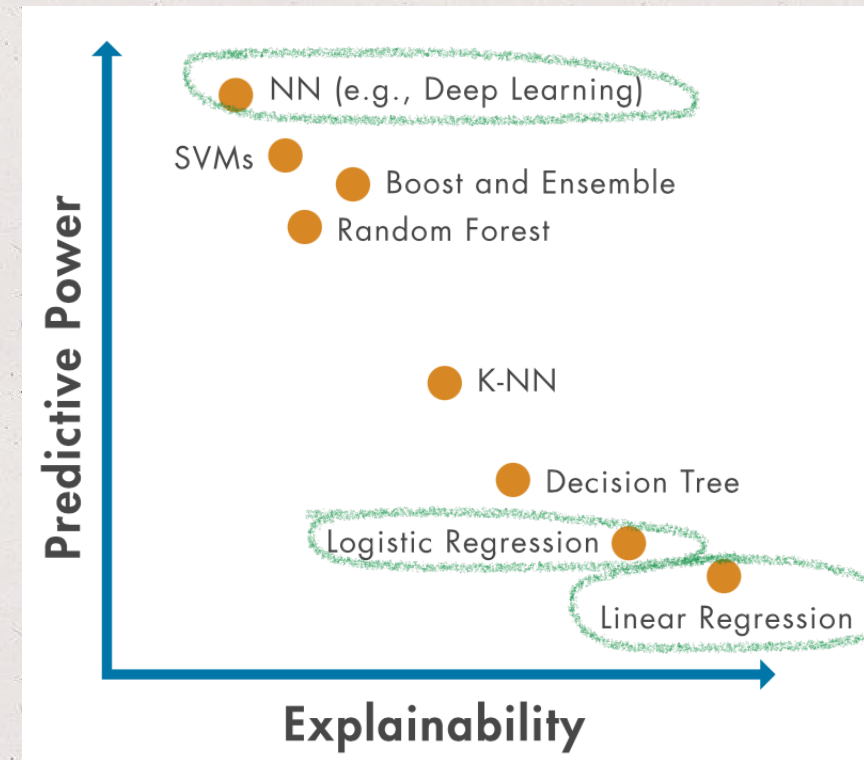 NN (e.g., Deep Learning)
SVMs
Boost and Ensemble
Random Forest
K-NN
Decision Tree
Logistic Regression
Linear Regression
Predictive Power
Explainability